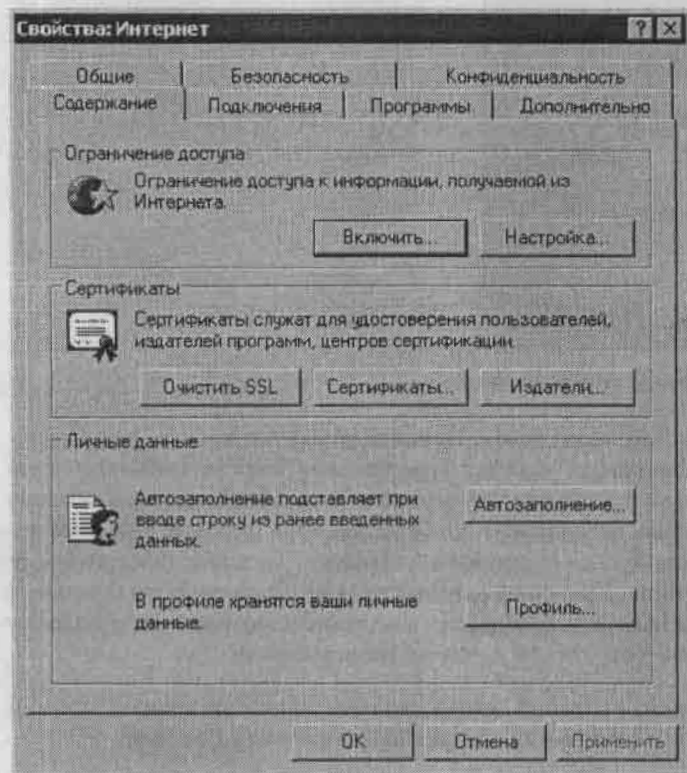 Свойства: Интернет
Общие Безопасность Конфиденциальность
Содержание Подключения Программы Дополнительно
Ограничение доступа
Ограничение доступа к информации, получаемой из
Интернета.
Включить... Настройка...
Сертификаты
Сертификаты служат для удостоверения пользователей,
издателей программ, центров сертификации.
Очистить SSL Сертификаты... Издатели...
Личные данные
Автозаполнение подставляет при
вводе строку из ранее введенных
данных.
Автозаполнение...
В профиле хранятся ваши личные
данные.
Профиль...
OK Отмена Применить